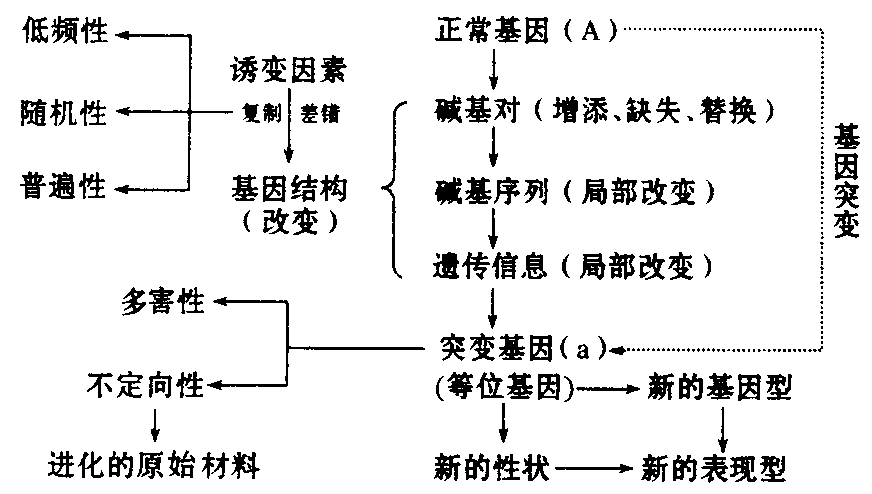 低频性
随机性
普遍性
诱变因素
复制 差错
基因结构
(改变)
正常基因(A)
碱基对(增添、缺失、替换)
碱基序列(局部改变)
遗传信息(局部改变)
突变基因(a)
(等位基因)
新的基因型
新的性状
新的表现型
基因突变
多害性
不定向性
进化的原始材料